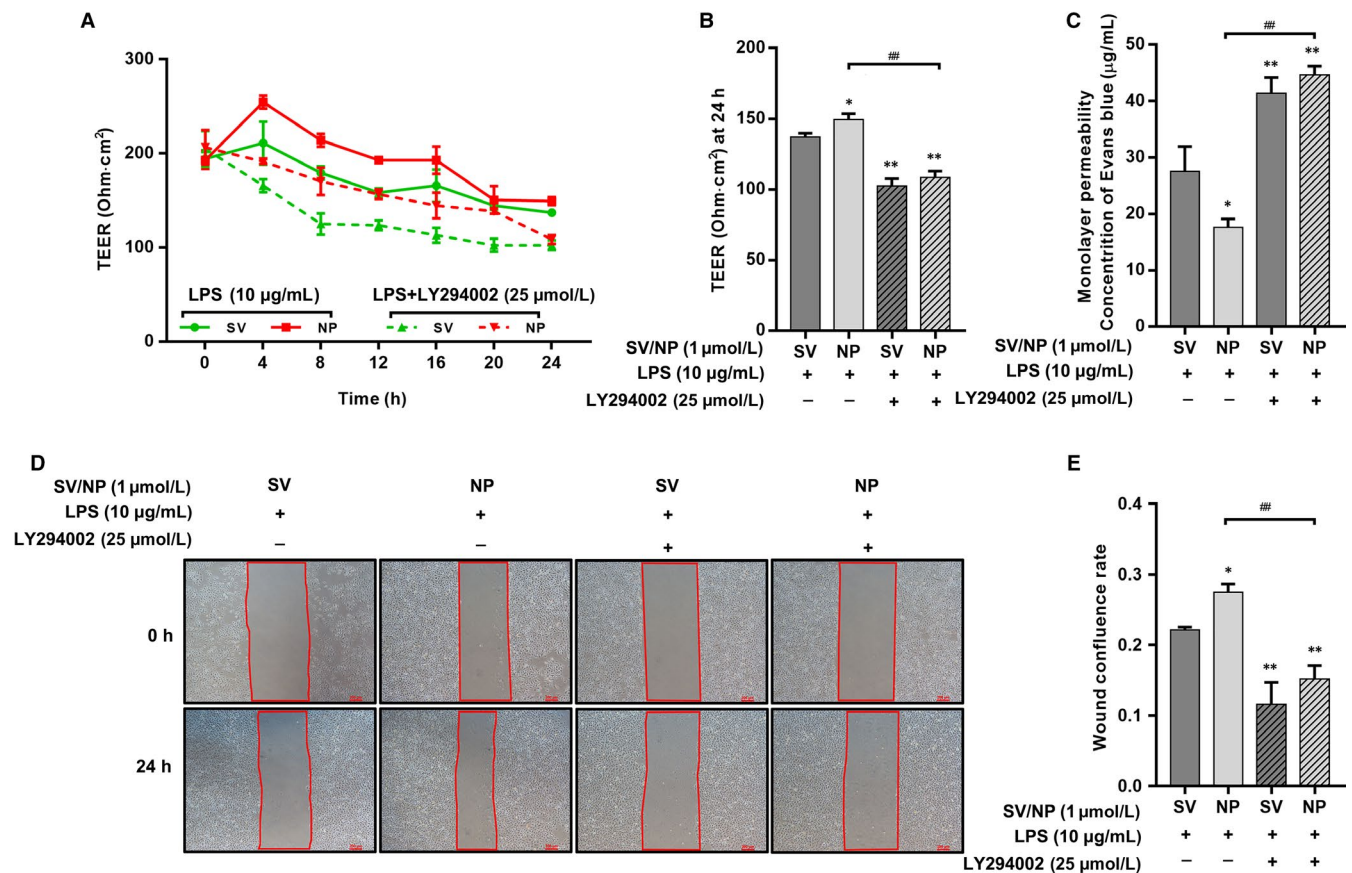 A
300
200
100
0
TEER (Ohm·cm²)
LPS (10 µg/mL)
LPS+LY294002 (25 µmol/L)
SV
NP
SV
NP
0
4
8
12
16
20
24
Time (h)
B
200
150
100
50
0
TEER (Ohm·cm²) at 24 h
##
*
**
**
SV/NP (1 µmol/L)
SV
NP
SV
NP
LPS (10 µg/mL)
+
+
+
+
LY294002 (25 µmol/L)
–
–
+
+
C
50
40
30
20
10
0
Monolayer permeability
Concentrition of Evans blue (µg/mL)
##
*
**
**
SV/NP (1 µmol/L)
SV
NP
SV
NP
LPS (10 µg/mL)
+
+
+
+
LY294002 (25 µmol/L)
–
–
+
+
D
SV/NP (1 µmol/L)
SV
NP
SV
NP
LPS (10 µg/mL)
+
+
+
+
LY294002 (25 µmol/L)
–
–
+
+
0 h
24 h
E
0.4
0.3
0.2
0.1
0.0
Wound confluence rate
##
*
**
**
SV/NP (1 µmol/L)
SV
NP
SV
NP
LPS (10 µg/mL)
+
+
+
+
LY294002 (25 µmol/L)
–
–
+
+